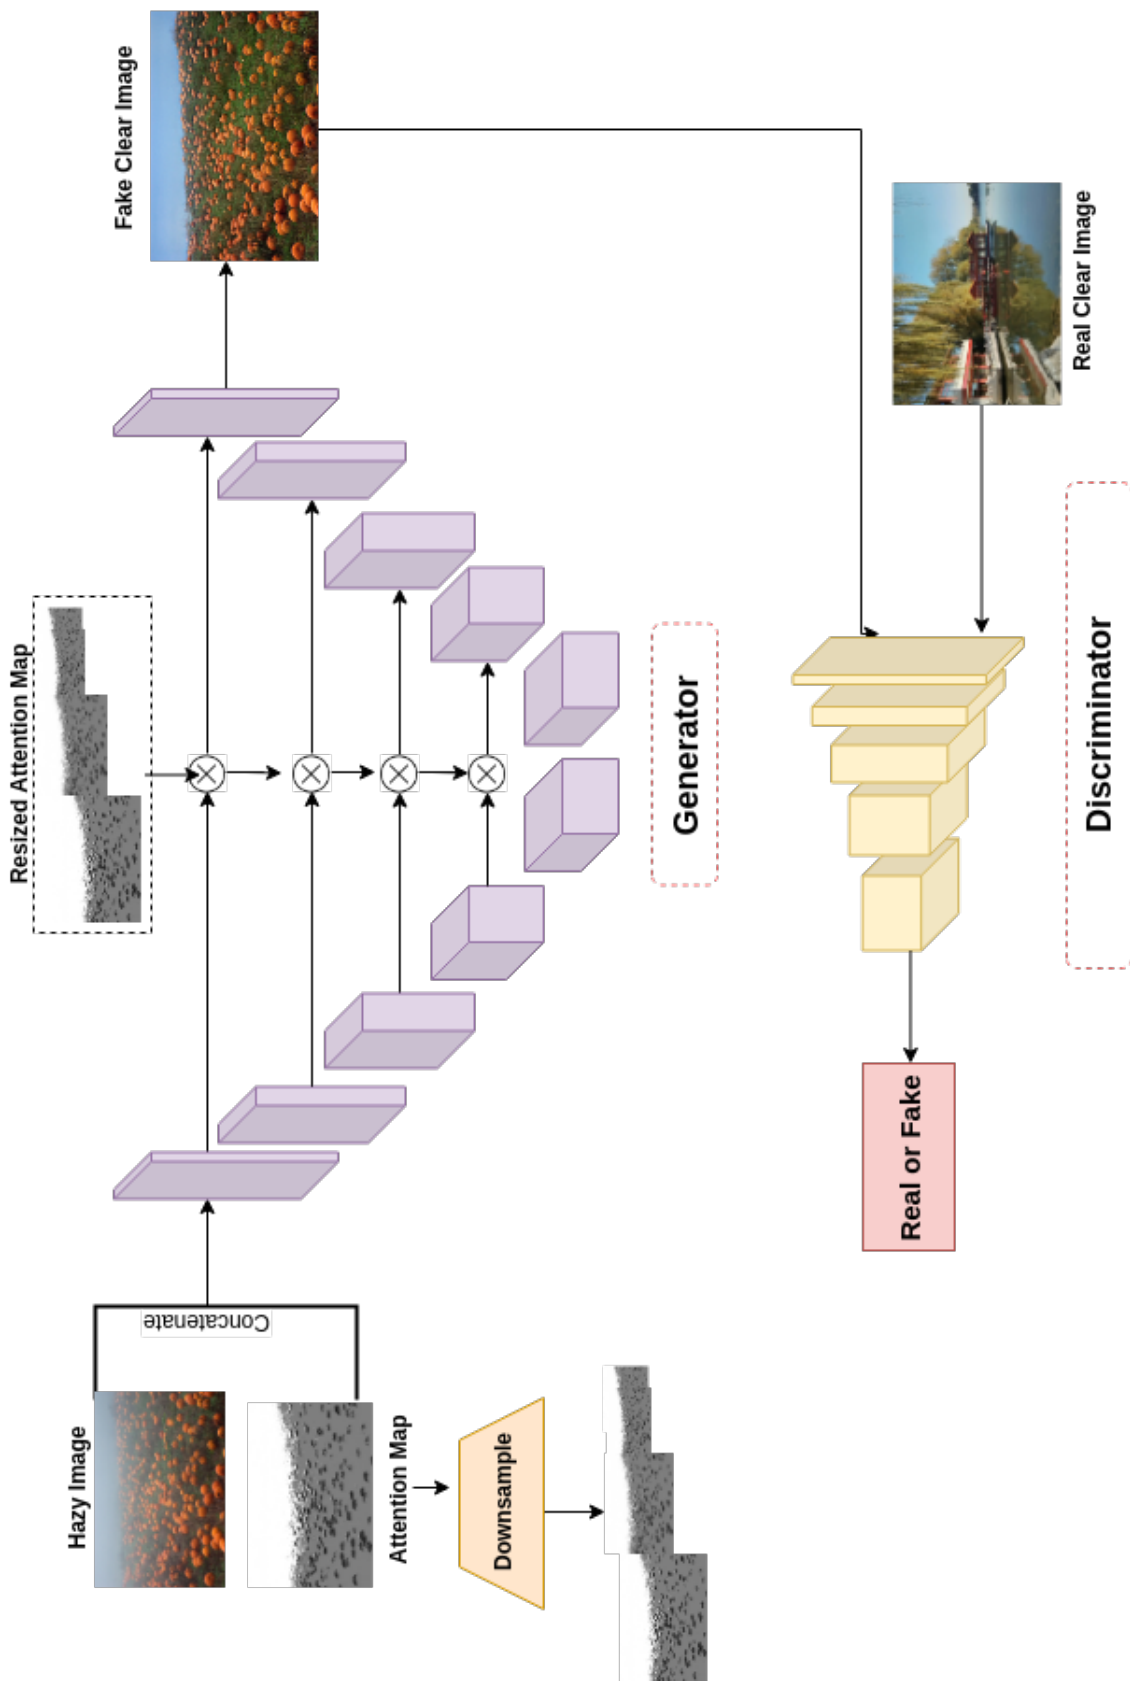 Hazy Image
Concatenate
Attention Map
Downsample
Resized Attention Map
Generator
Fake Clear Image
Real Clear Image
Discriminator
Real or Fake